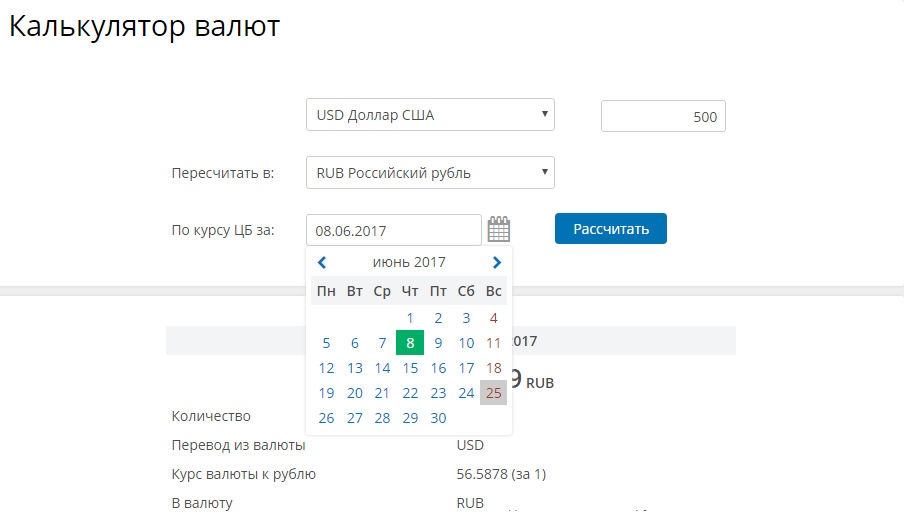 Калькулятор валют
USD Доллар США
500
Пересчитать в:
RUB Российский рубль
По курсу ЦБ за:
08.06.2017
Рассчитать
июнь 2017
Пн Вт Ср Чт Пт Сб Вс
1 2 3 4
5 6 7 8 9 10 11
12 13 14 15 16 17 18
19 20 21 22 23 24 25
26 27 28 29 30
2017
9 RUB
Количество
Перевод из валюты USD
Курс валюты к рублю 56.5878 (за 1)
В валюту RUB